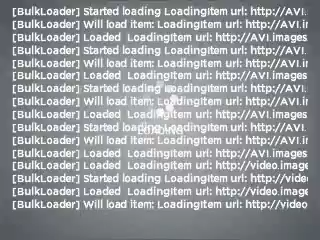 [BulkLoader] Started loading LoadingItem url: http://AVI.
[BulkLoader] Will load item: LoadingItem url: http://AVI.i
[BulkLoader] Loaded  LoadingItem url: http://AVI.images
[BulkLoader] Started loading LoadingItem url: http://AVI.
[BulkLoader] Will load item: LoadingItem url: http://AVI.i
[BulkLoader] Loaded  LoadingItem url: http://AVI.images
[BulkLoader] Started loading LoadingItem url: http://AVI.
[BulkLoader] Will load item: LoadingItem url: http://AVI.i
[BulkLoader] Loaded  LoadingItem url: http://AVI.images
[BulkLoader] Started loading LoadingItem url: http://AVI.
LOADING
[BulkLoader] Will load item: LoadingItem url: http://AVI.i
[BulkLoader] Loaded  LoadingItem url: http://AVI.images
[BulkLoader] Loaded  LoadingItem url: http://video.image
[BulkLoader] Started loading LoadingItem url: http://vide
[BulkLoader] Loaded  LoadingItem url: http://video.image
[BulkLoader] Will load item: LoadingItem url: http://video